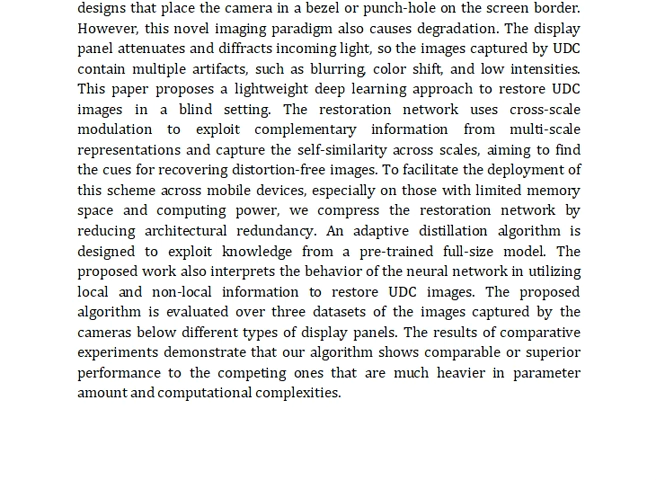 designs that place the camera in a bezel or punch-hole on the screen border.
However, this novel imaging paradigm also causes degradation. The display
panel attenuates and diffracts incoming light, so the images captured by UDC
contain multiple artifacts, such as blurring, color shift, and low intensities.
This paper proposes a lightweight deep learning approach to restore UDC
images in a blind setting. The restoration network uses cross-scale
modulation to exploit complementary information from multi-scale
representations and capture the self-similarity across scales, aiming to find
the cues for recovering distortion-free images. To facilitate the deployment of
this scheme across mobile devices, especially on those with limited memory
space and computing power, we compress the restoration network by
reducing architectural redundancy. An adaptive distillation algorithm is
designed to exploit knowledge from a pre-trained full-size model. The
proposed work also interprets the behavior of the neural network in utilizing
local and non-local information to restore UDC images. The proposed
algorithm is evaluated over three datasets of the images captured by the
cameras below different types of display panels. The results of comparative
experiments demonstrate that our algorithm shows comparable or superior
performance to the competing ones that are much heavier in parameter
amount and computational complexities.